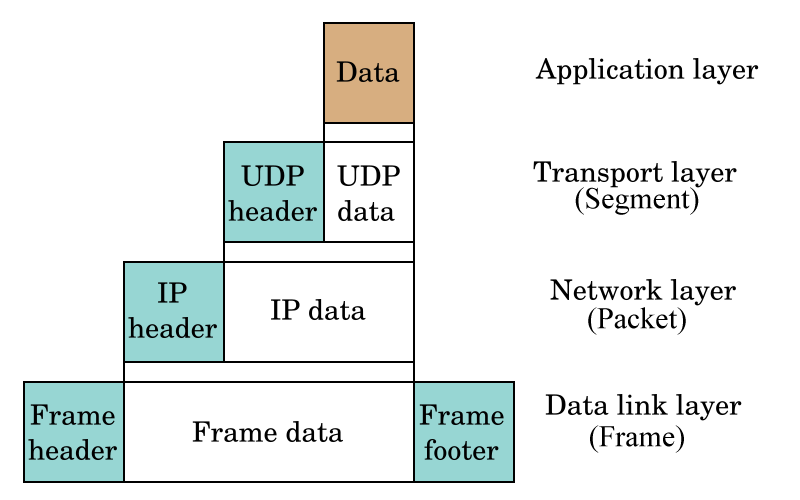 Data
Application layer
UDP
header
UDP
data
Transport layer
(Segment)
IP
header
IP data
Network layer
(Packet)
Frame
header
Frame data
Frame
footer
Data link layer
(Frame)